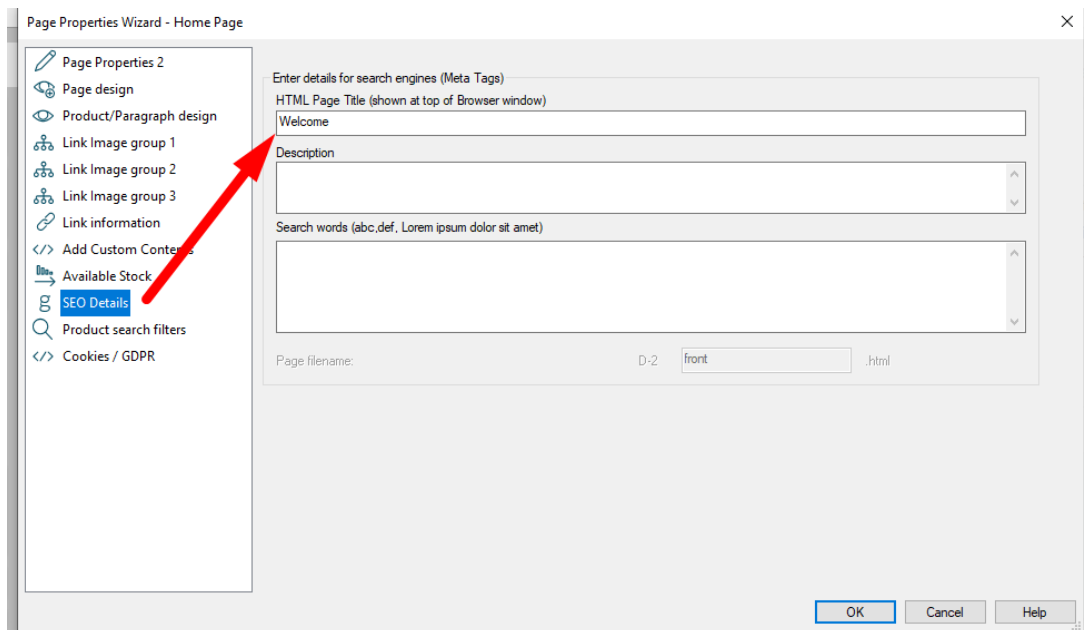 Page Properties Wizard - Home Page
Page Properties 2
Page design
Product/Paragraph design
Link Image group 1
Link Image group 2
Link Image group 3
Link information
</> Add Custom Contents
Available Stock
g SEO Details
Product search filters
</> Cookies / GDPR
Enter details for search engines (Meta Tags)
HTML Page Title (shown at top of Browser window)
Welcome
Description
Search words (abc,def, Lorem ipsum dolor sit amet)
Page filename: D-2 front .html
OK Cancel Help